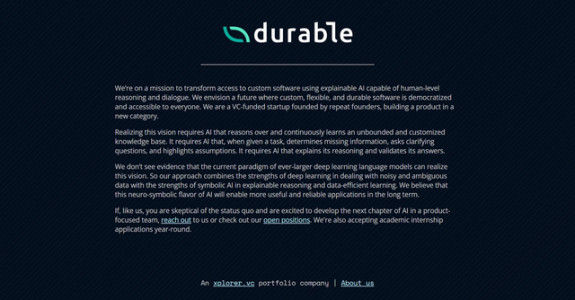 durable
We're on a mission to transform access to custom software using explainable AI capable of human-level
reasoning and dialogue. We envision a future where custom, flexible, and durable software is democratized
and accessible to everyone. We are a VC-funded startup founded by repeat founders, building a product in a
new category.
Realizing this vision requires AI that reasons over and continuously learns an unbounded and customized
knowledge base. It requires AI that, when given a task, determines missing information, asks clarifying
questions, and highlights assumptions. It requires AI that explains its reasoning and validates its answers.
We don't see evidence that the current paradigm of ever-larger deep learning language models can realize
this vision. So our approach combines the strengths of deep learning in dealing with noisy and ambiguous
data with the strengths of symbolic AI in explainable reasoning and data-efficient learning. We believe that
this neuro-symbolic flavor of AI will enable more useful and reliable applications in the long term.
If, like us, you are skeptical of the status quo and are excited to develop the next chapter of AI in a product-
focused team, reach out to us or check out our open positions. We're also accepting academic internship
applications year-round.
An xplorer.vc portfolio company | About us